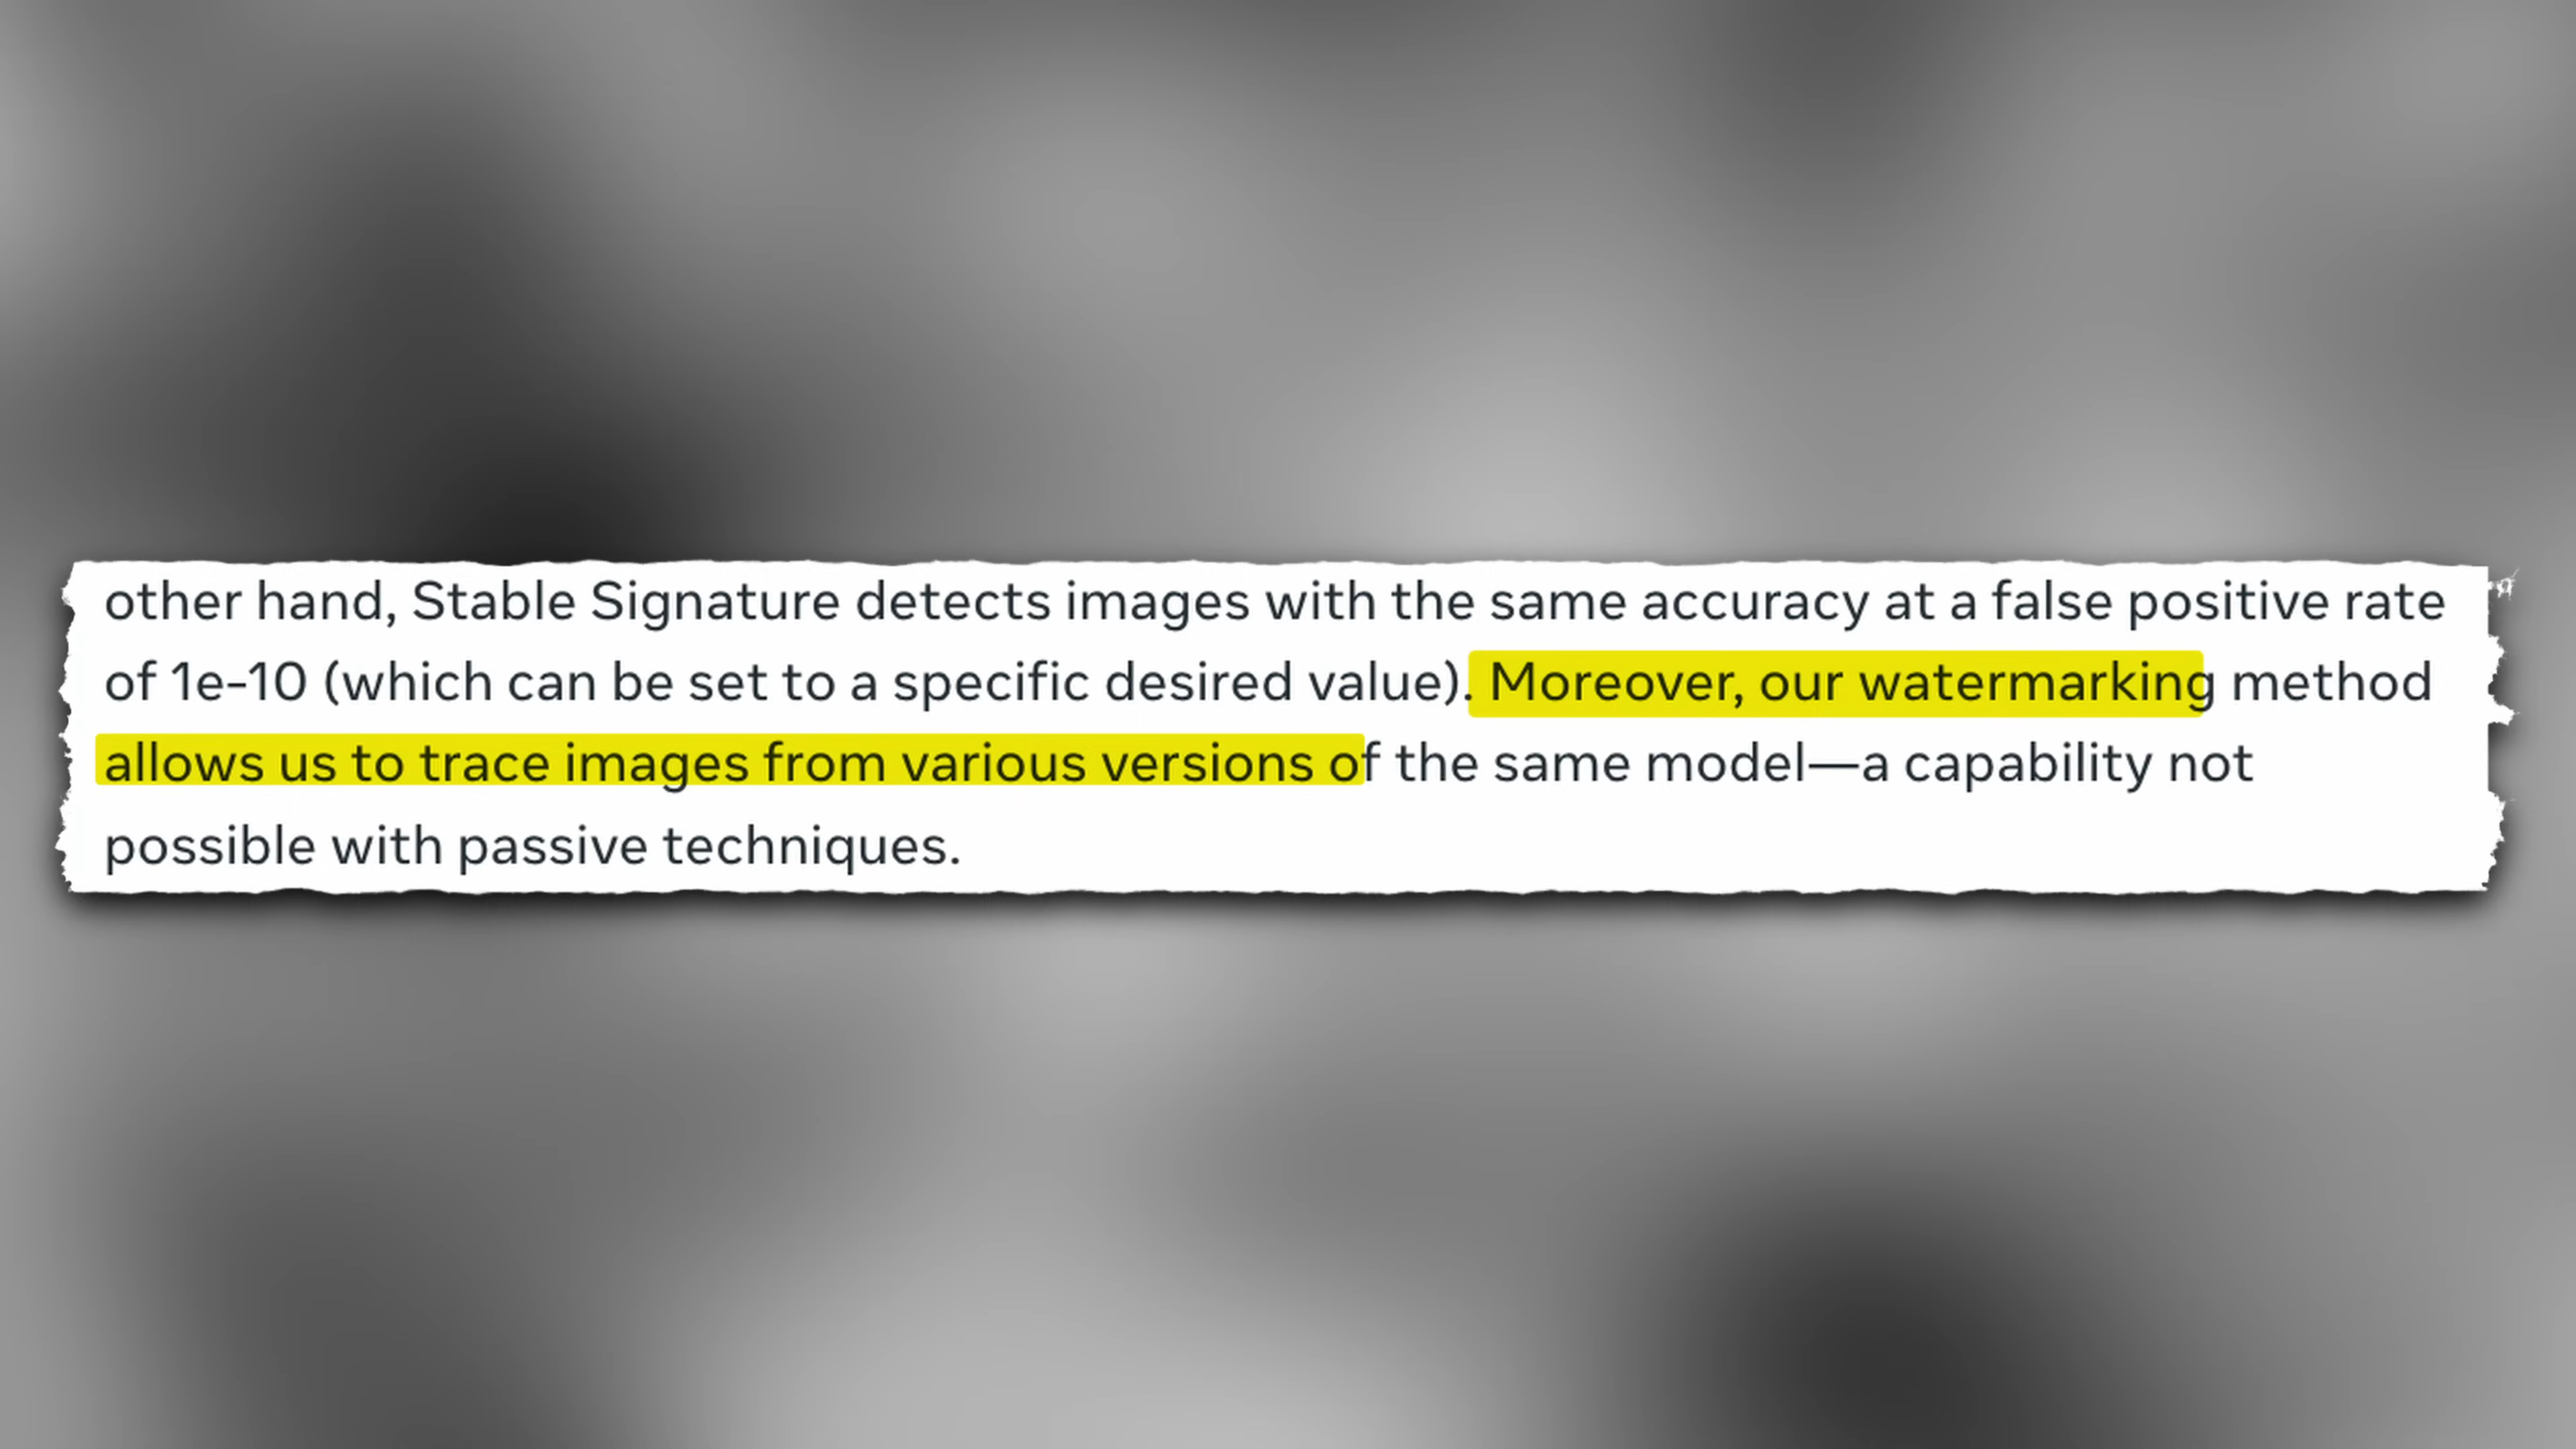 other hand, Stable Signature detects images with the same accuracy at a false positive rate
of 1e-10 (which can be set to a specific desired value). Moreover, our watermarking method
allows us to trace images from various versions of the same model—a capability not
possible with passive techniques.